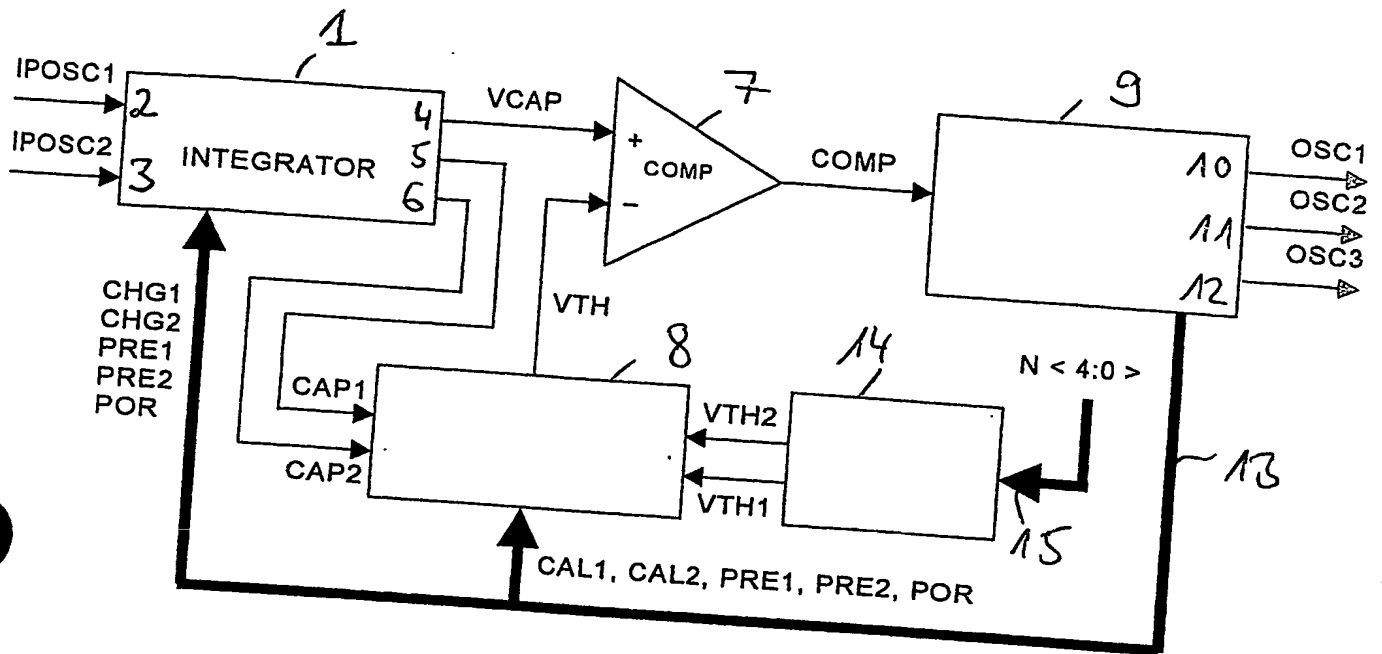 1
IPOSC1
2
4
VCAP
7
9
IPOSC2
3
INTEGRATOR
5
6
+
COMP
−
COMP
10
OSC1
11
OSC2
12
OSC3
CHG1
CHG2
PRE1
PRE2
POR
VTH
8
14
N < 4:0 >
CAP1
CAP2
VTH2
VTH1
15
13
CAL1, CAL2, PRE1, PRE2, POR